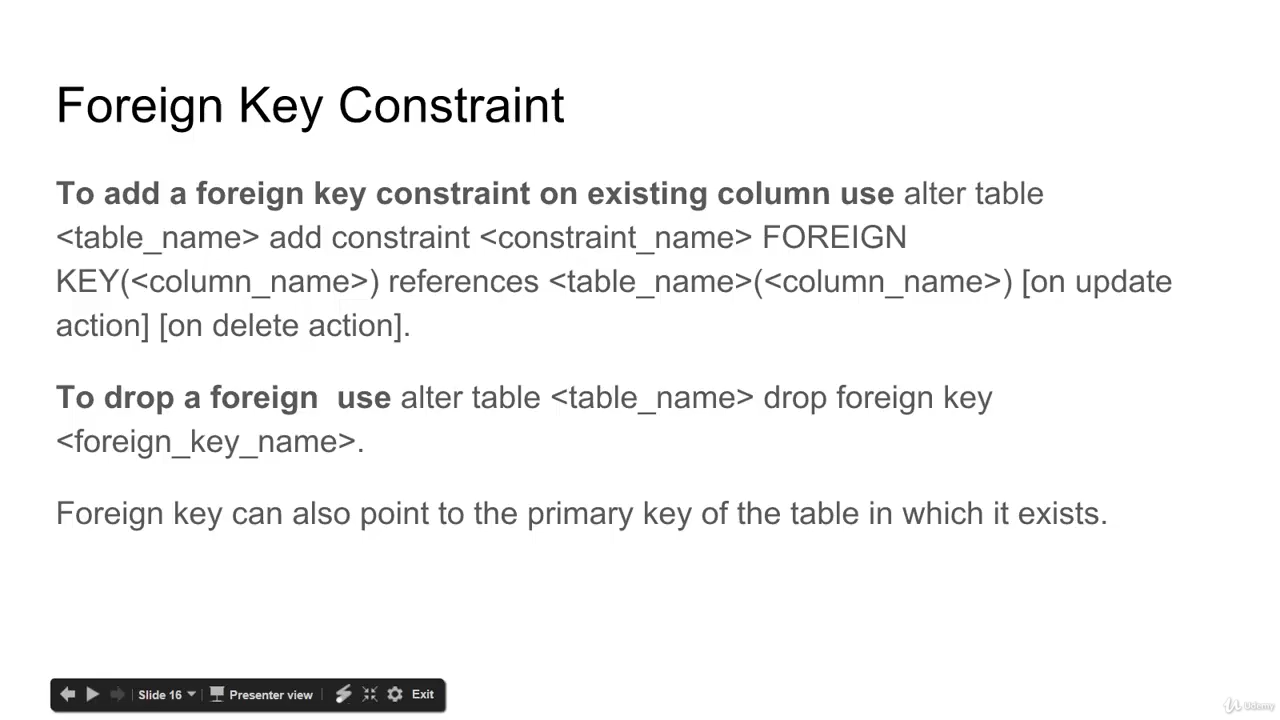 Foreign Key Constraint
To add a foreign key constraint on existing column use alter table
<table_name> add constraint <constraint_name> FOREIGN
KEY(<column_name>) references <table_name>(<column_name>) [on update
action] [on delete action].
To drop a foreign  use alter table <table_name> drop foreign key
<foreign_key_name>.
Foreign key can also point to the primary key of the table in which it exists.
Slide 16 Presenter view Exit
Udemy